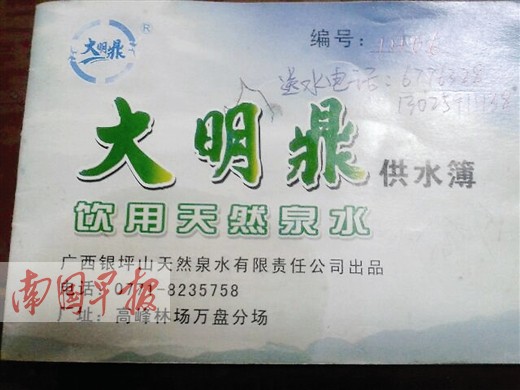 大明鼎
®
编号:
送水电话:6776328
大明鼎
供水簿
饮用天然泉水
广西银坪山天然泉水有限责任公司出品
电话:0771-8235758
厂址:高峰林场万盘分场
南国早报